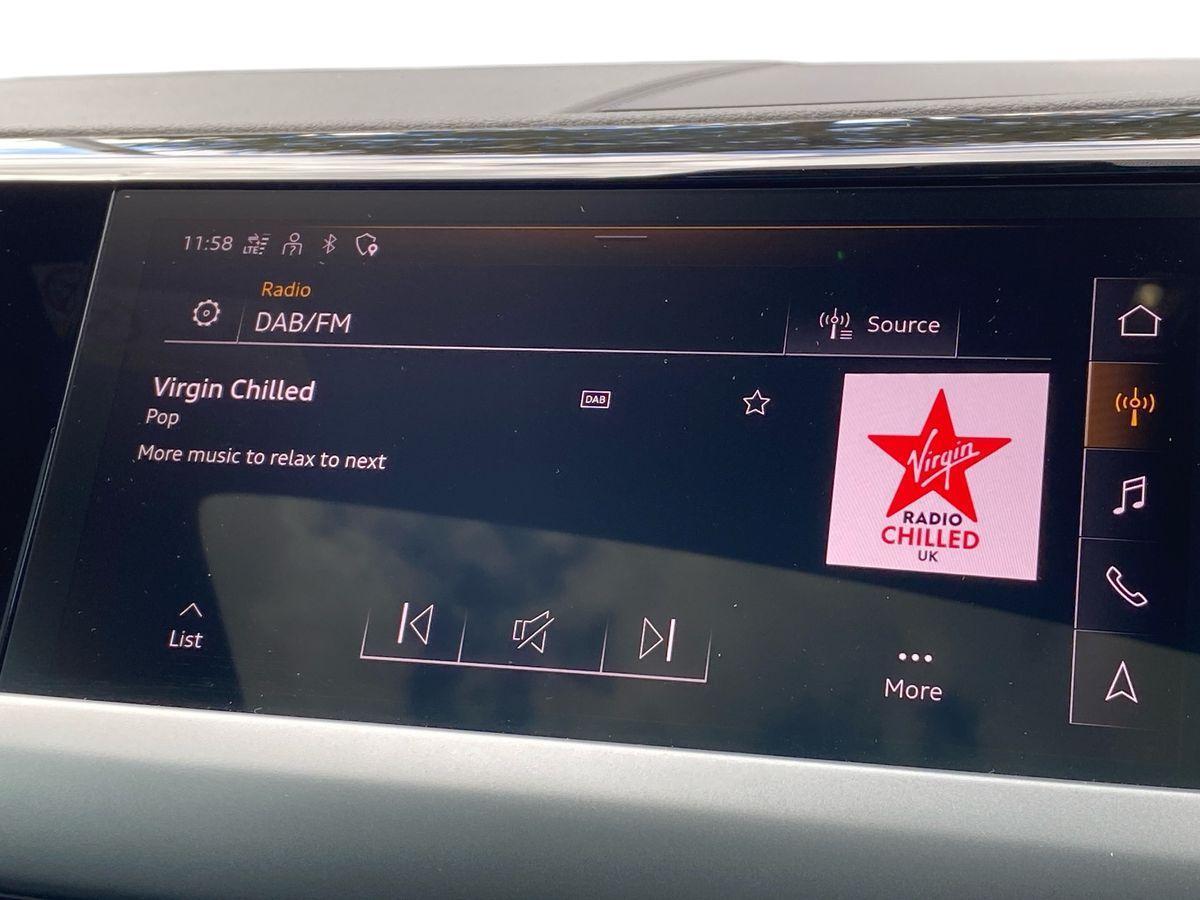 11:58 LTE
Radio
DAB/FM
Source
Virgin Chilled
DAB
Pop
More music to relax to next
Virgin
RADIO
CHILLED
UK
List
More